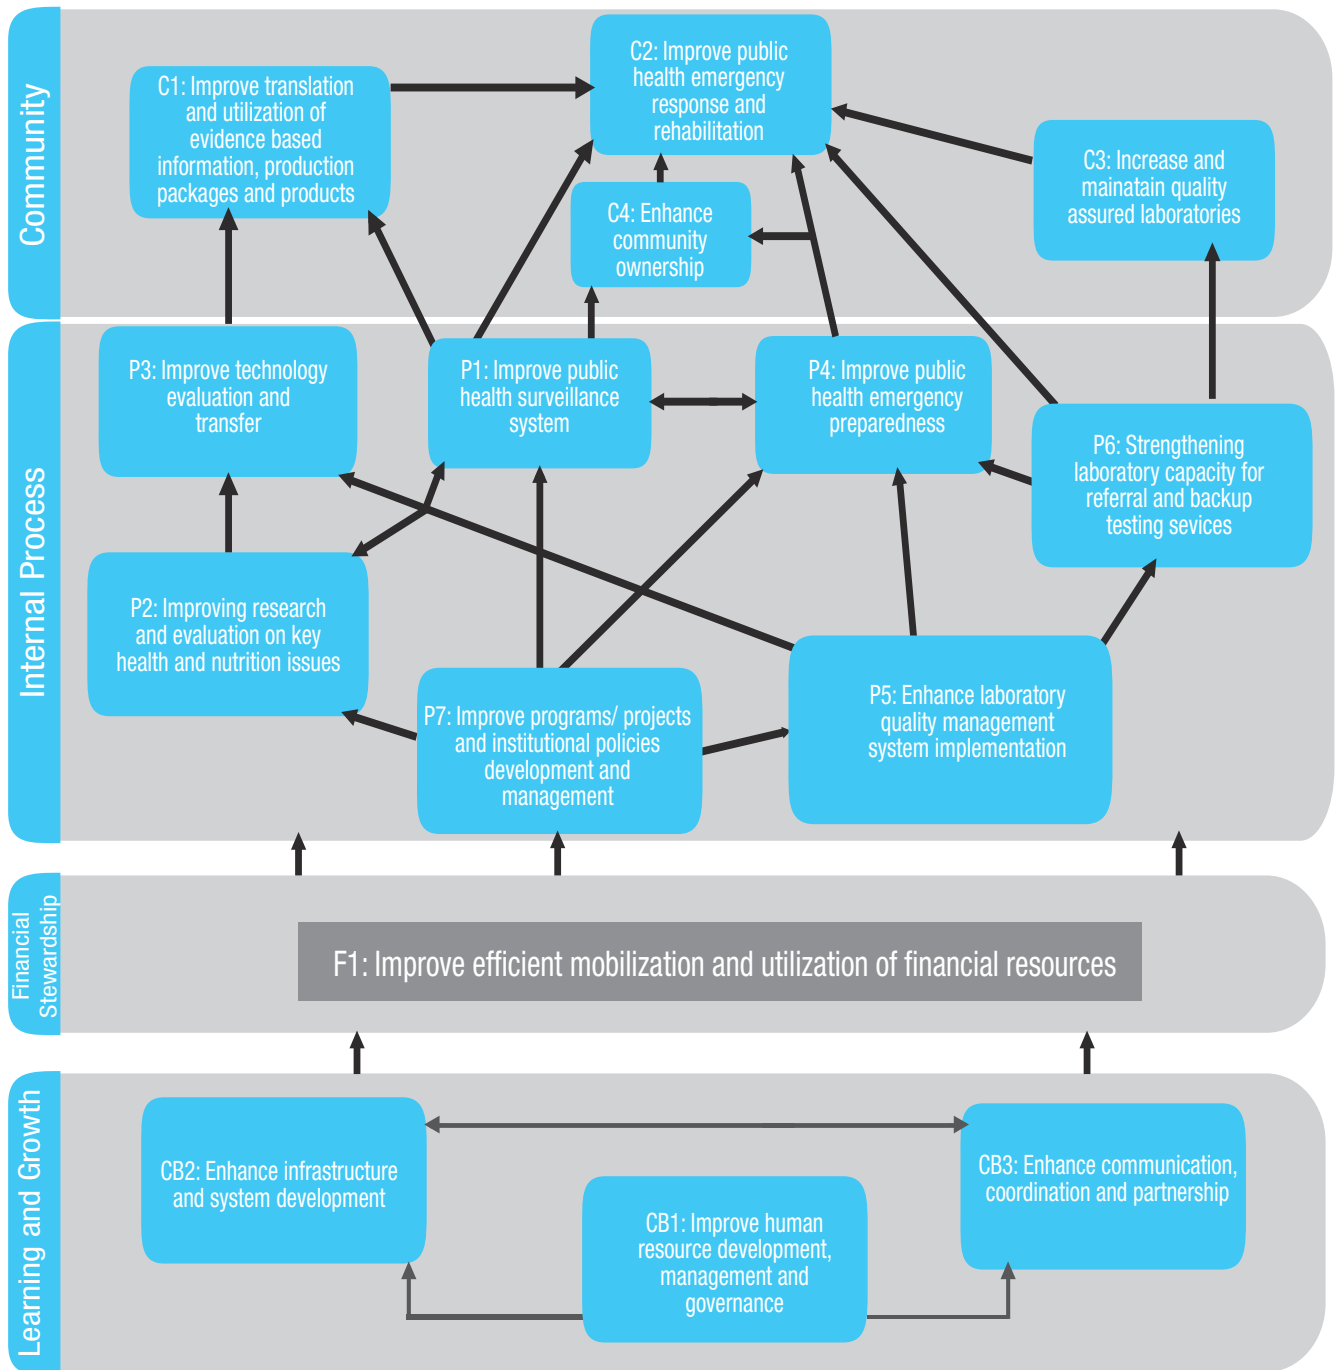 Community
C1: Improve translation
and utilization of
evidence based
information, production
packages and products
C2: Improve public
health emergency
response and
rehabilitation
C3: Increase and
maintain quality
assured laboratories
C4: Enhance
community
ownership
Internal Process
P3: Improve technology
evaluation and
transfer
P1: Improve public
health surveillance
system
P4: Improve public
health emergency
preparedness
P6: Strengthening
laboratory capacity for
referral and backup
testing sevices
P2: Improving research
and evaluation on key
health and nutrition issues
P7: Improve programs/ projects
and institutional policies
development and
management
P5: Enhance laboratory
quality management
system implementation
Financial
Stewardship
F1: Improve efficient mobilization and utilization of financial resources
Learning and Growth
CB2: Enhance infrastructure
and system development
CB1: Improve human
resource development,
management and
governance
CB3: Enhance communication,
coordination and partnership